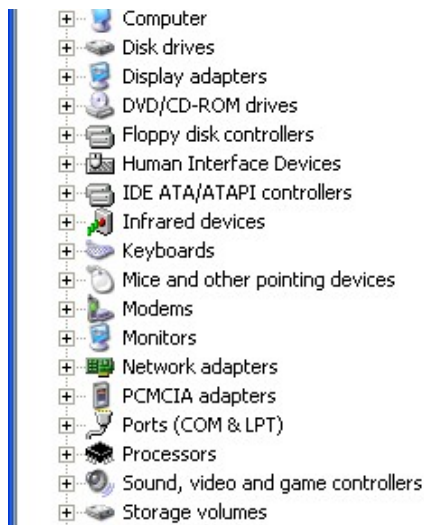 Computer
Disk drives
Display adapters
DVD/CD-ROM drives
Floppy disk controllers
Human Interface Devices
IDE ATA/ATAPI controllers
Infrared devices
Keyboards
Mice and other pointing devices
Modems
Monitors
Network adapters
PCMCIA adapters
Ports (COM & LPT)
Processors
Sound, video and game controllers
Storage volumes